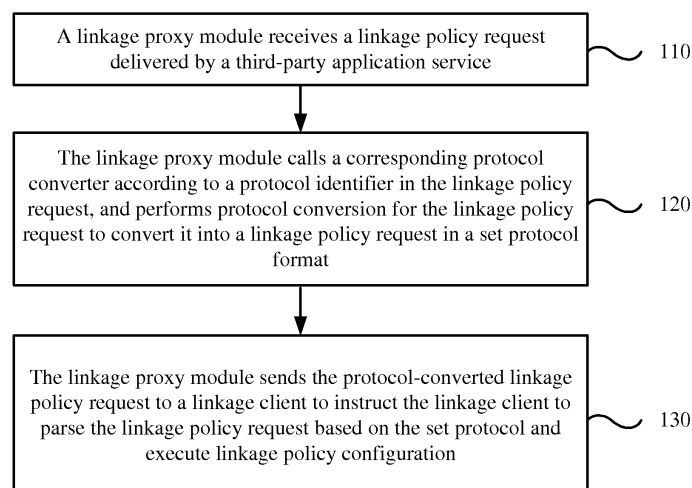 A linkage proxy module receives a linkage policy request
delivered by a third-party application service
110
The linkage proxy module calls a corresponding protocol
converter according to a protocol identifier in the linkage policy
request, and performs protocol conversion for the linkage policy
request to convert it into a linkage policy request in a set protocol
format
120
The linkage proxy module sends the protocol-converted linkage
policy request to a linkage client to instruct the linkage client to
parse the linkage policy request based on the set protocol and
execute linkage policy configuration
130